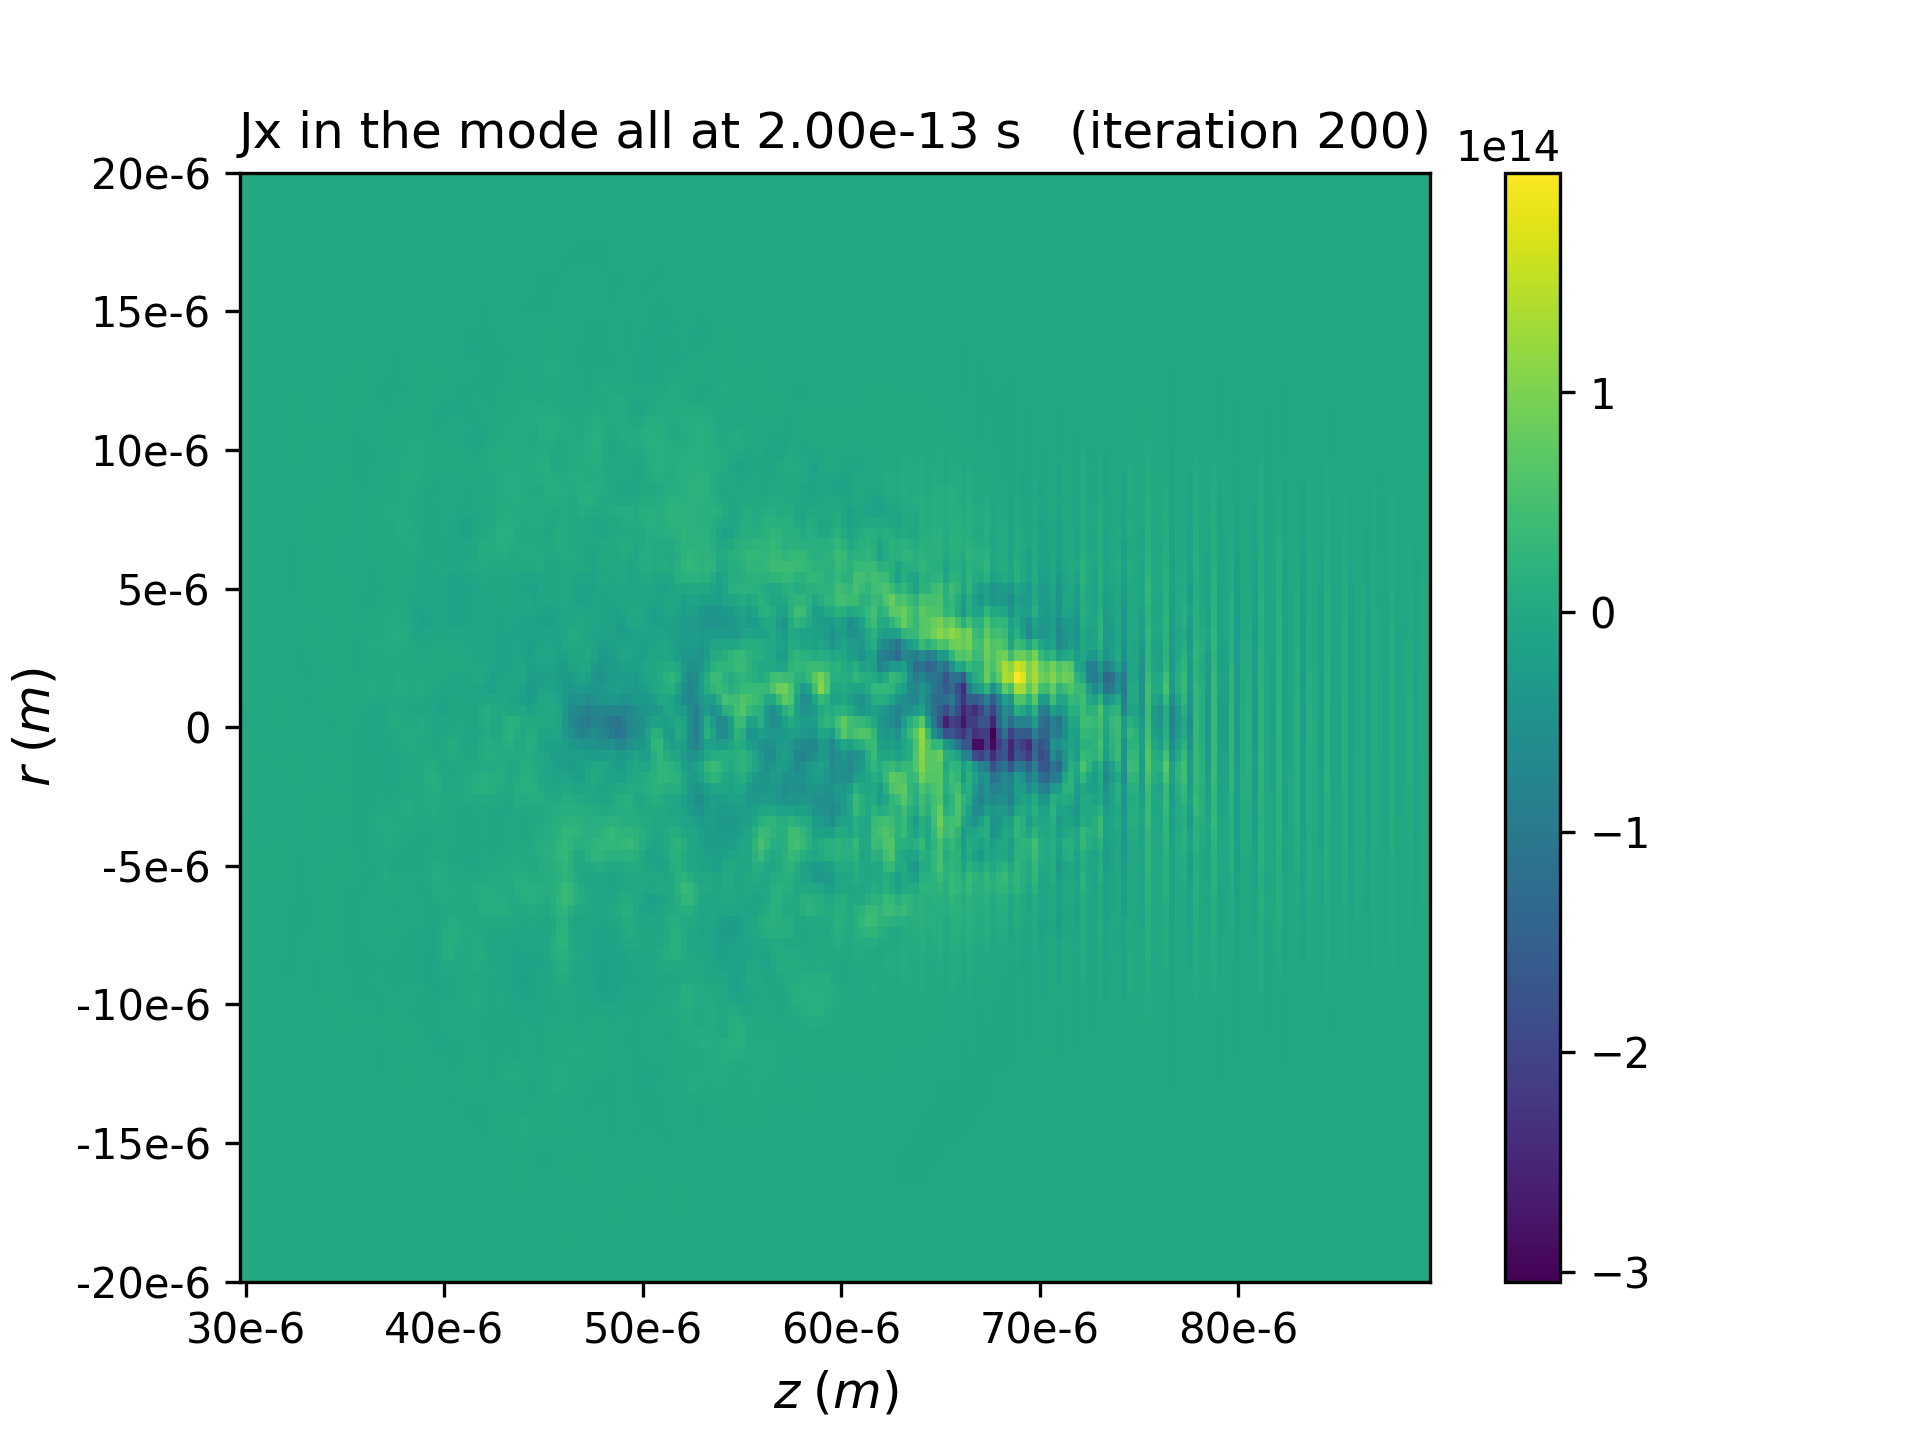 Jx in the mode all at 2.00e-13 s   (iteration 200)
1e14
20e-6
15e-6
10e-6
5e-6
0
-5e-6
-10e-6
-15e-6
-20e-6
r (m)
30e-6 40e-6 50e-6 60e-6 70e-6 80e-6
z (m)
1
0
−1
−2
−3